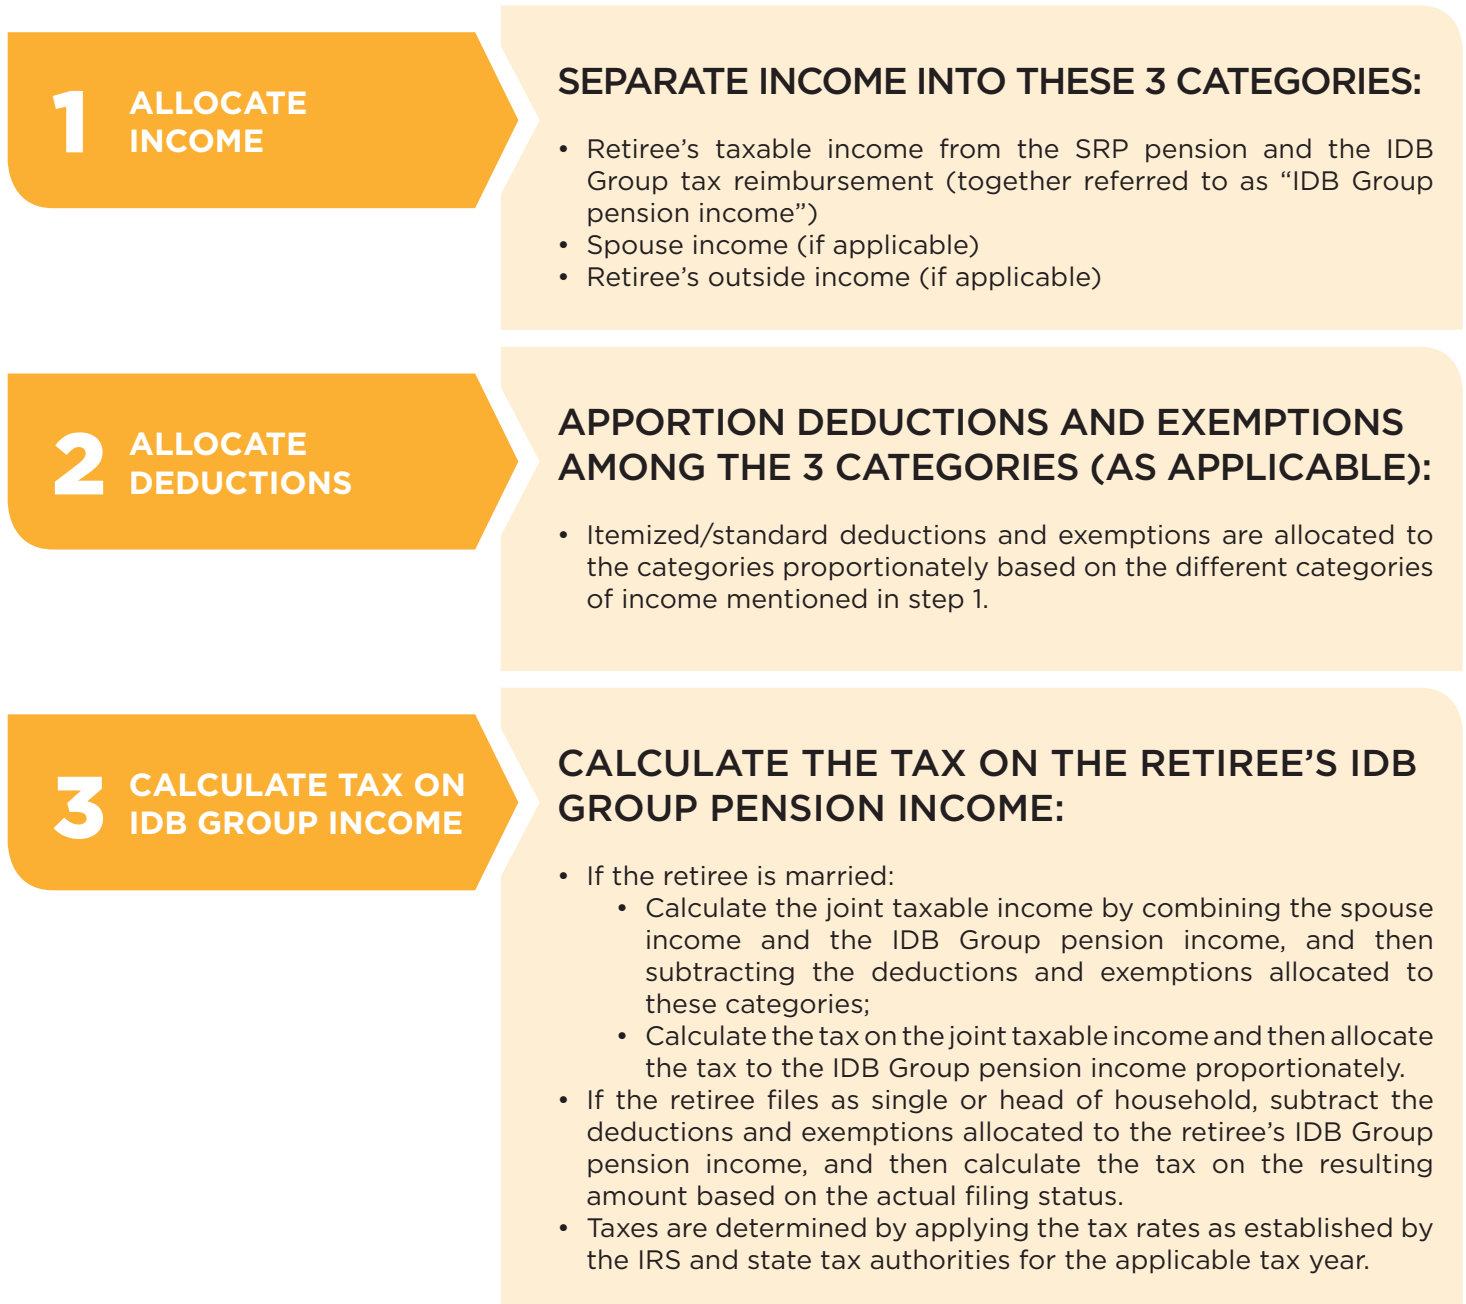 1
ALLOCATE
INCOME
SEPARATE INCOME INTO THESE 3 CATEGORIES:
• Retiree’s taxable income from the SRP pension and the IDB
Group tax reimbursement (together referred to as “IDB Group
pension income”)
• Spouse income (if applicable)
• Retiree’s outside income (if applicable)
2
ALLOCATE
DEDUCTIONS
APPORTION DEDUCTIONS AND EXEMPTIONS
AMONG THE 3 CATEGORIES (AS APPLICABLE):
• Itemized/standard deductions and exemptions are allocated to
the categories proportionately based on the different categories
of income mentioned in step 1.
3
CALCULATE TAX ON
IDB GROUP INCOME
CALCULATE THE TAX ON THE RETIREE’S IDB
GROUP PENSION INCOME:
• If the retiree is married:
• Calculate the joint taxable income by combining the spouse
income and the IDB Group pension income, and then
subtracting the deductions and exemptions allocated to
these categories;
• Calculate the tax on the joint taxable income and then allocate
the tax to the IDB Group pension income proportionately.
• If the retiree files as single or head of household, subtract the
deductions and exemptions allocated to the retiree’s IDB Group
pension income, and then calculate the tax on the resulting
amount based on the actual filing status.
• Taxes are determined by applying the tax rates as established by
the IRS and state tax authorities for the applicable tax year.